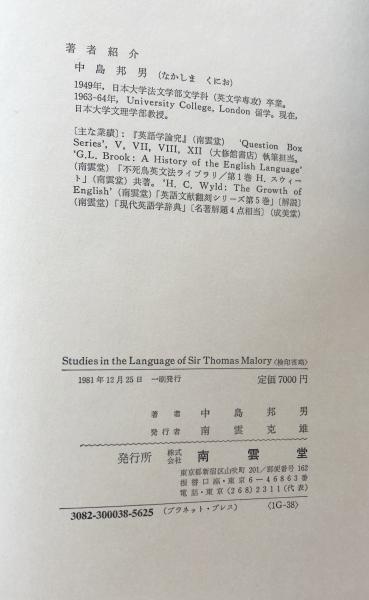 著者紹介
中島邦男（なかしま くにお）
1949年，日本大学法文学部文学科（英文学専攻）卒業。
1963–64年，University College, London 留学。現在，
日本大学文理学部教授。
〔主な業績〕：『英語学論究』（南雲堂） ‘Question Box
Series’, V, VII, VIII, XII（大修館書店）執筆担当。
‘G.L. Brook: A History of the English Language’
（南雲堂）「不死鳥英文法ライブラリ／第1巻 H. スウィー
ト」（南雲堂）共著。‘H. C. Wyld: The Growth of
English’（南雲堂）「英語文献翻刻シリーズ第5巻」〔解説〕
（南雲堂）「現代英語学辞典」〔名著解題4点相当〕（成美堂）
Studies in the Language of Sir Thomas Malory〈検印省略〉
1981年12月25日 一刷発行 定価7000円
著者 中島邦男
発行者 南雲克雄
発行所 株式会社 南雲堂
東京都新宿区山吹町201／郵便番号162
振替口座・東京6—46863番
電話・東京(268)2311(代表)
3082-300038-5625 （プラネット・プレス） 〈1G-38〉